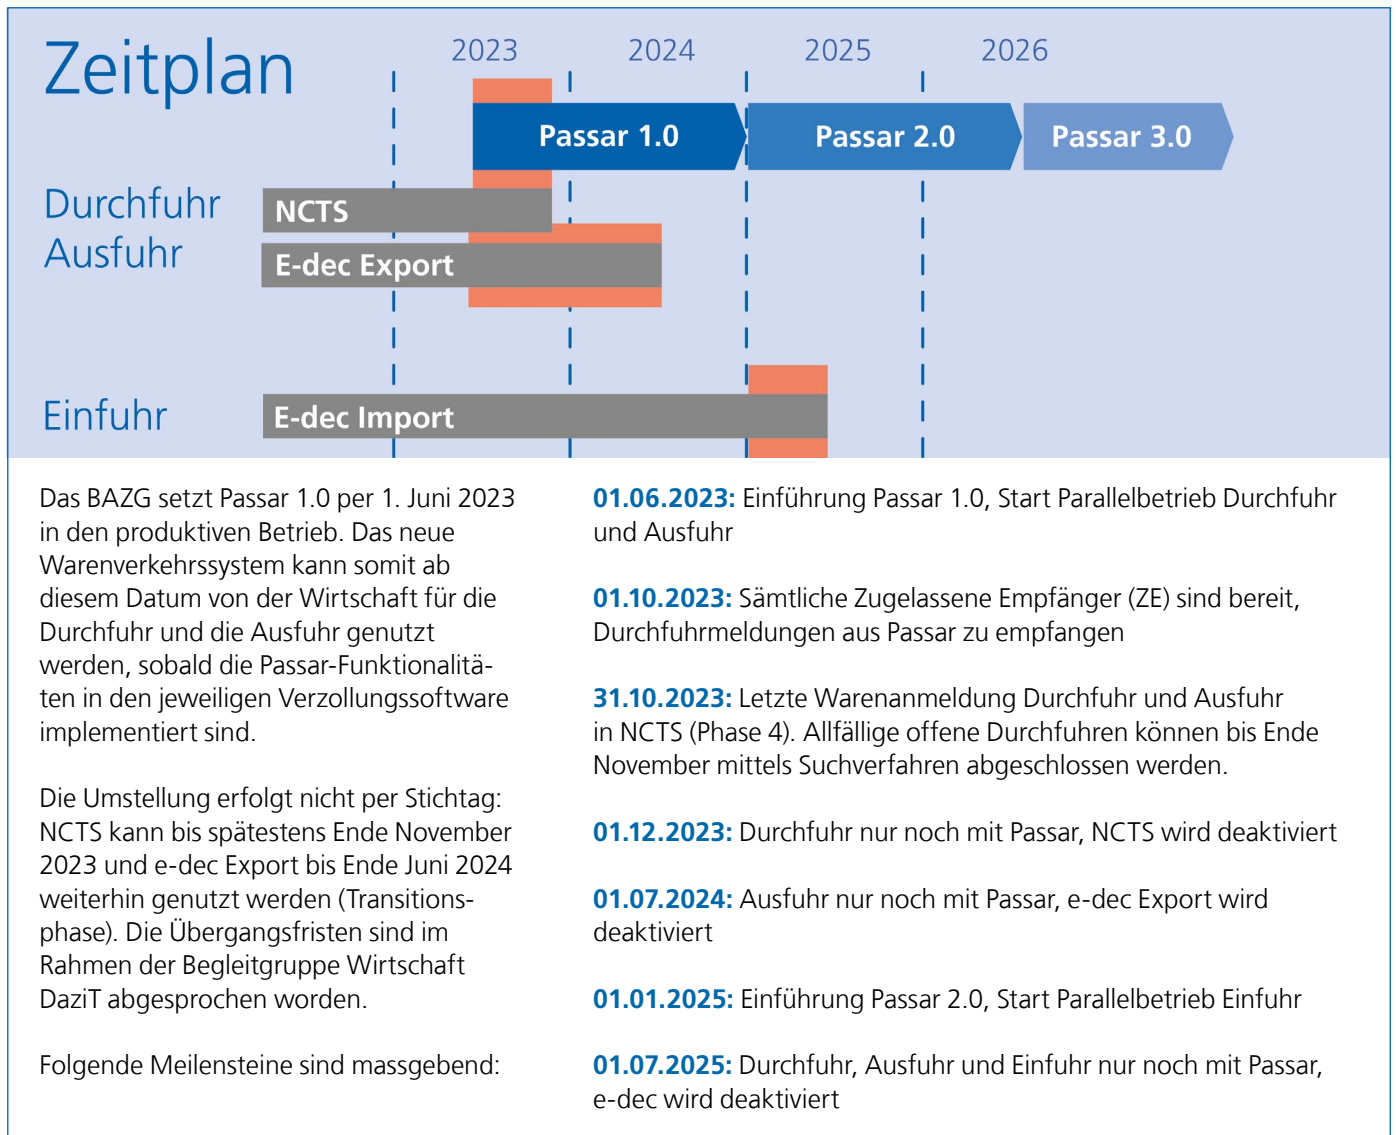 Zeitplan
2023 2024 2025 2026
Passar 1.0 Passar 2.0 Passar 3.0
Durchfuhr
NCTS
Ausfuhr
E-dec Export
Einfuhr
E-dec Import
Das BAZG setzt Passar 1.0 per 1. Juni 2023
in den produktiven Betrieb. Das neue
Warenverkehrssystem kann somit ab
diesem Datum von der Wirtschaft für die
Durchfuhr und die Ausfuhr genutzt
werden, sobald die Passar-Funktionalitä-
ten in den jeweiligen Verzollungssoftware
implementiert sind.
Die Umstellung erfolgt nicht per Stichtag:
NCTS kann bis spätestens Ende November
2023 und e-dec Export bis Ende Juni 2024
weiterhin genutzt werden (Transitions-
phase). Die Übergangsfristen sind im
Rahmen der Begleitgruppe Wirtschaft
DaziT abgesprochen worden.
Folgende Meilensteine sind massgebend:
01.06.2023: Einführung Passar 1.0, Start Parallelbetrieb Durchfuhr
und Ausfuhr
01.10.2023: Sämtliche Zugelassene Empfänger (ZE) sind bereit,
Durchfuhrmeldungen aus Passar zu empfangen
31.10.2023: Letzte Warenanmeldung Durchfuhr und Ausfuhr
in NCTS (Phase 4). Allfällige offene Durchfuhren können bis Ende
November mittels Suchverfahren abgeschlossen werden.
01.12.2023: Durchfuhr nur noch mit Passar, NCTS wird deaktiviert
01.07.2024: Ausfuhr nur noch mit Passar, e-dec Export wird
deaktiviert
01.01.2025: Einführung Passar 2.0, Start Parallelbetrieb Einfuhr
01.07.2025: Durchfuhr, Ausfuhr und Einfuhr nur noch mit Passar,
e-dec wird deaktiviert